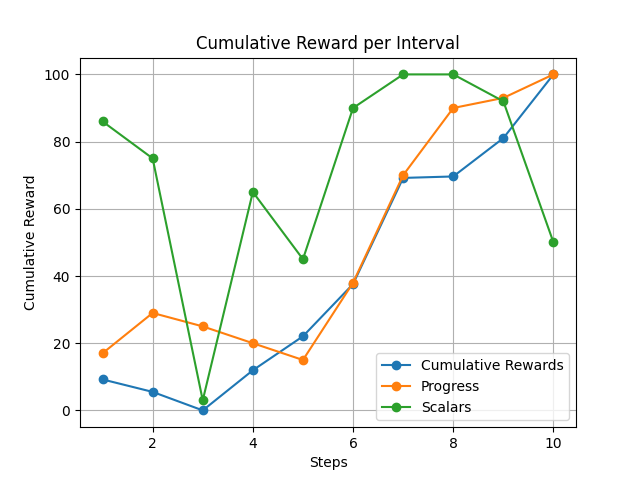 Cumulative Reward per Interval
Cumulative Reward
100
80
60
40
20
0
2 4 6 8 10
Steps
Cumulative Rewards
Progress
Scalars